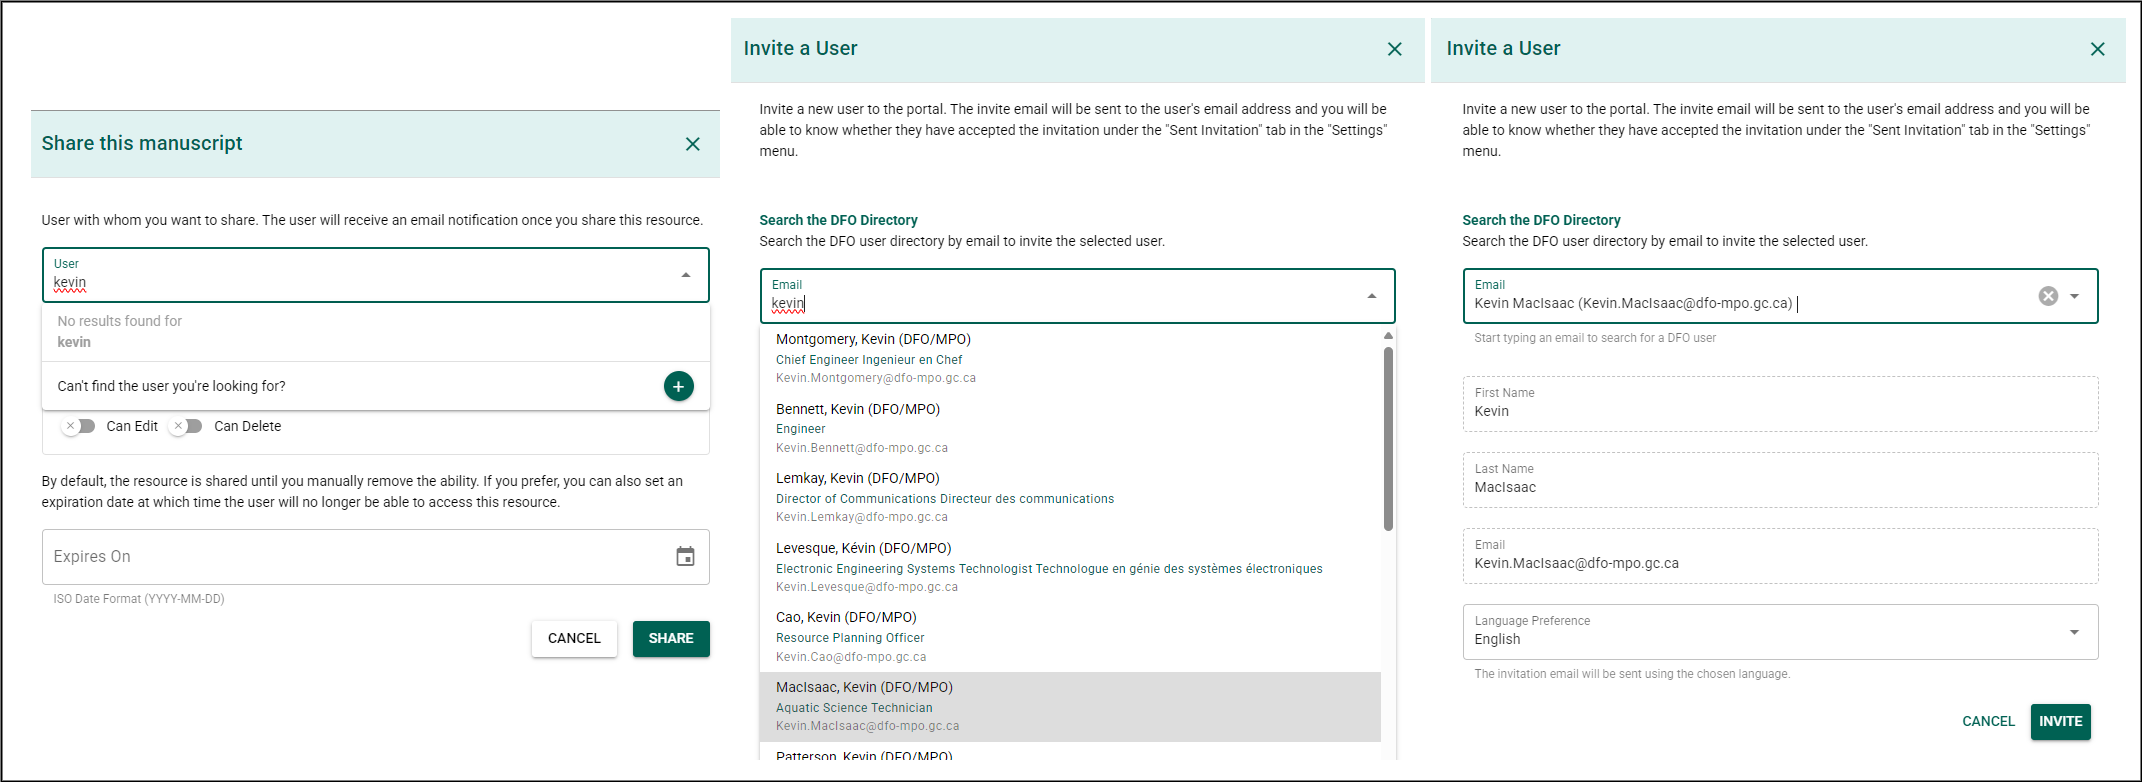 Share this manuscript
User with whom you want to share. The user will receive an email notification once you share this resource.
User
kevin
No results found for
kevin
Can't find the user you're looking for?
Can Edit
Can Delete
By default, the resource is shared until you manually remove the ability. If you prefer, you can also set an
expiration date at which time the user will no longer be able to access this resource.
Expires On
ISO Date Format (YYYY-MM-DD)
CANCEL
SHARE
Invite a User
Invite a new user to the portal. The invite email will be sent to the user's email address and you will be
able to know whether they have accepted the invitation under the "Sent Invitation" tab in the "Settings"
menu.
Search the DFO Directory
Search the DFO user directory by email to invite the selected user.
Email
kevin
Montgomery, Kevin (DFO/MPO)
Chief Engineer Ingenieur en Chef
Kevin.Montgomery@dfo-mpo.gc.ca
Bennett, Kevin (DFO/MPO)
Engineer
Kevin.Bennett@dfo-mpo.gc.ca
Lemkay, Kevin (DFO/MPO)
Director of Communications Directeur des communications
Kevin.Lemkay@dfo-mpo.gc.ca
Levesque, Kévin (DFO/MPO)
Electronic Engineering Systems Technologist Technologue en génie des systèmes électroniques
Kevin.Levesque@dfo-mpo.gc.ca
Cao, Kevin (DFO/MPO)
Resource Planning Officer
Kevin.Cao@dfo-mpo.gc.ca
MacIsaac, Kevin (DFO/MPO)
Aquatic Science Technician
Kevin.MacIsaac@dfo-mpo.gc.ca
Patterson, Kevin (DFO/MPO)
Invite a User
Invite a new user to the portal. The invite email will be sent to the user's email address and you will be
able to know whether they have accepted the invitation under the "Sent Invitation" tab in the "Settings"
menu.
Search the DFO Directory
Search the DFO user directory by email to invite the selected user.
Email
Kevin MacIsaac (Kevin.MacIsaac@dfo-mpo.gc.ca)
Start typing an email to search for a DFO user
First Name
Kevin
Last Name
MacIsaac
Email
Kevin.MacIsaac@dfo-mpo.gc.ca
Language Preference
English
The invitation email will be sent using the chosen language.
CANCEL
INVITE